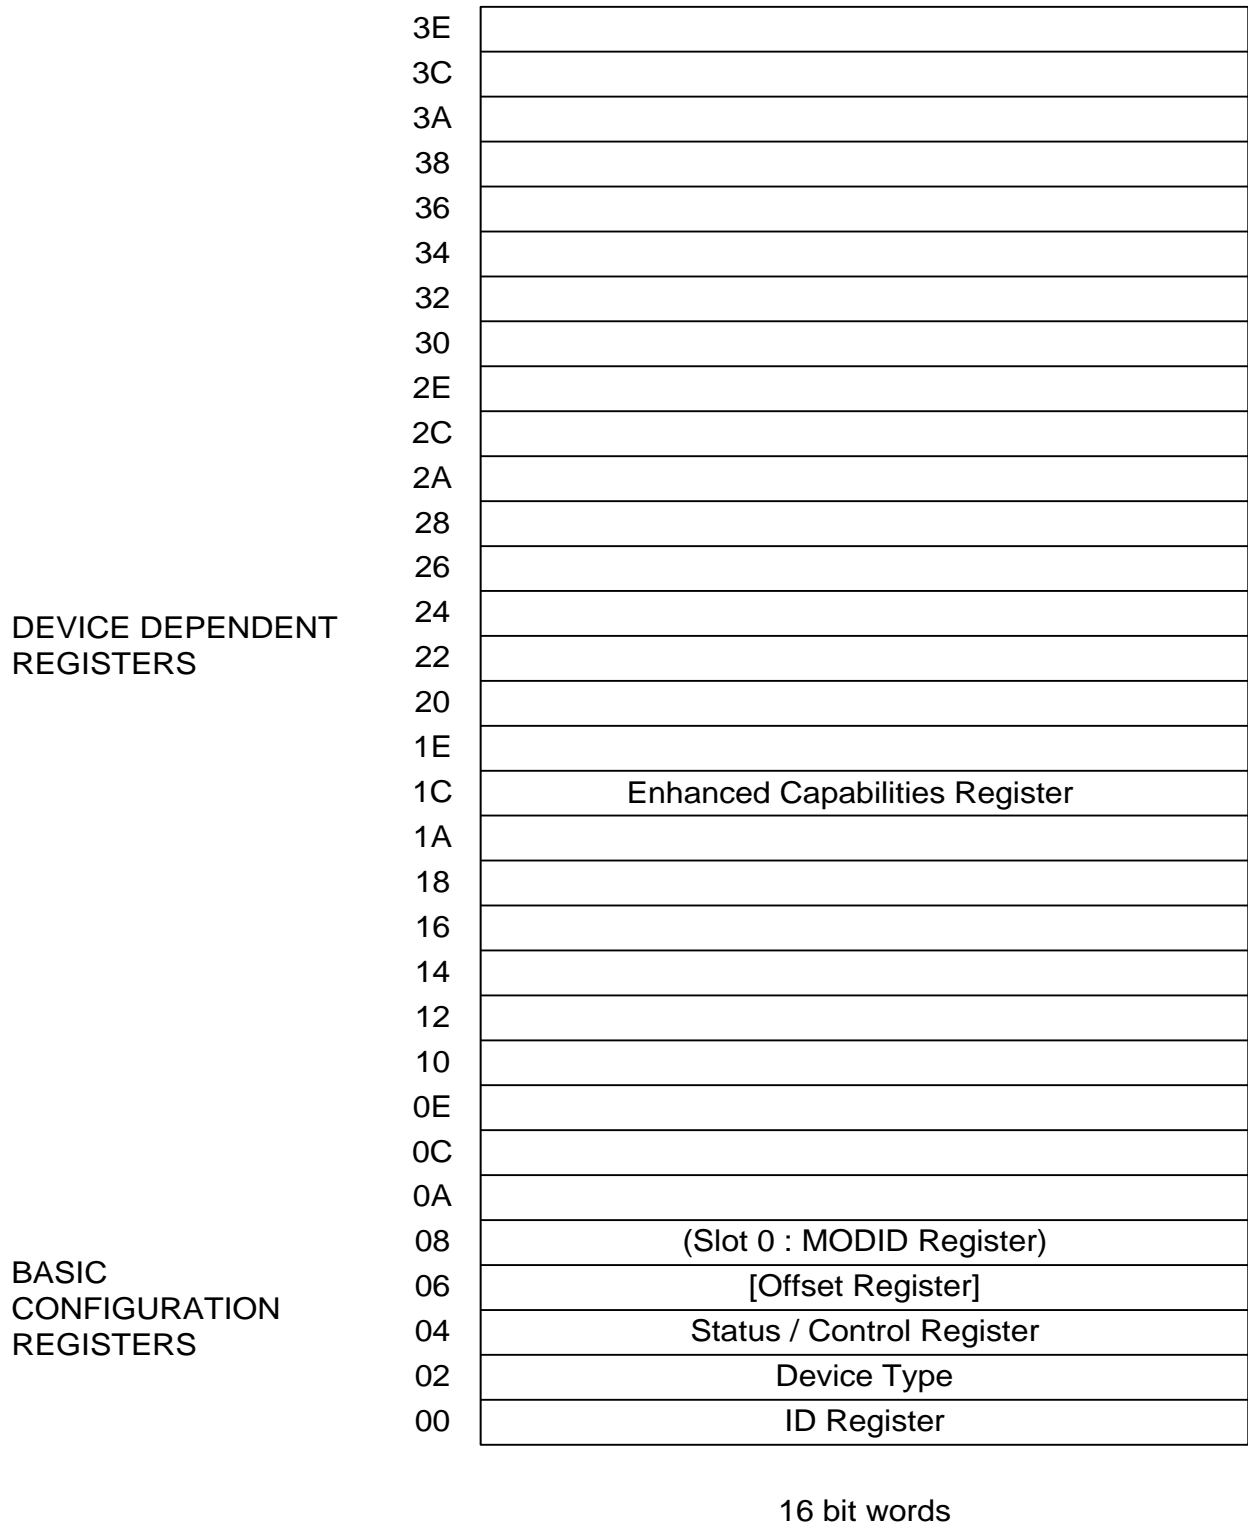 3E
3C
3A
38
36
34
32
30
2E
2C
2A
28
26
24
DEVICE DEPENDENT
REGISTERS
22
20
1E
1C Enhanced Capabilities Register
1A
18
16
14
12
10
0E
0C
0A
08 (Slot 0 : MODID Register)
BASIC
CONFIGURATION
REGISTERS
06 [Offset Register]
04 Status / Control Register
02 Device Type
00 ID Register
16 bit words